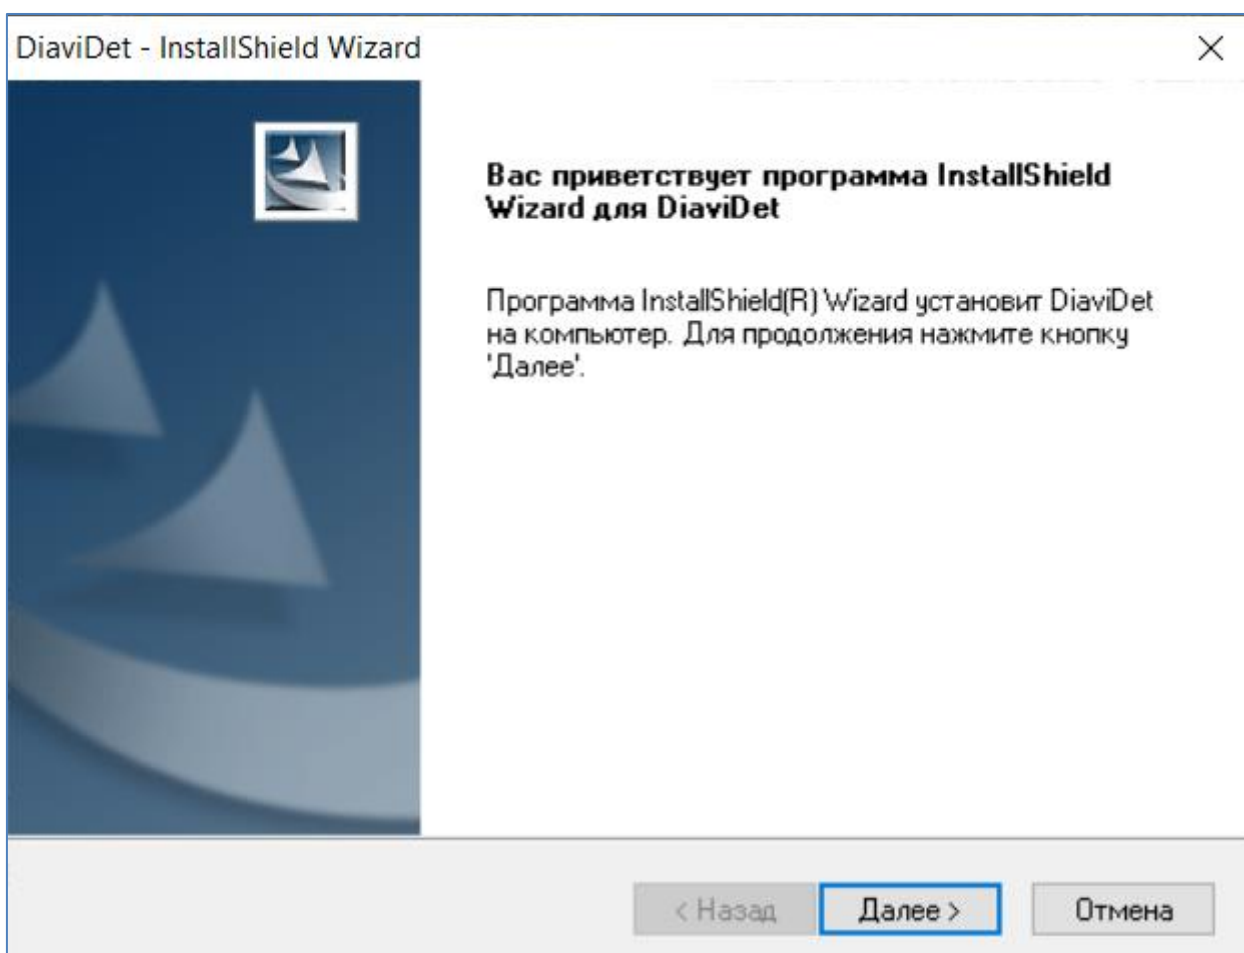 DiaviDet - InstallShield Wizard
Вас приветствует программа InstallShield
Wizard для DiaviDet
Программа InstallShield(R) Wizard установит DiaviDet
на компьютер. Для продолжения нажмите кнопку
'Далее'.
< Назад
Далее >
Отмена